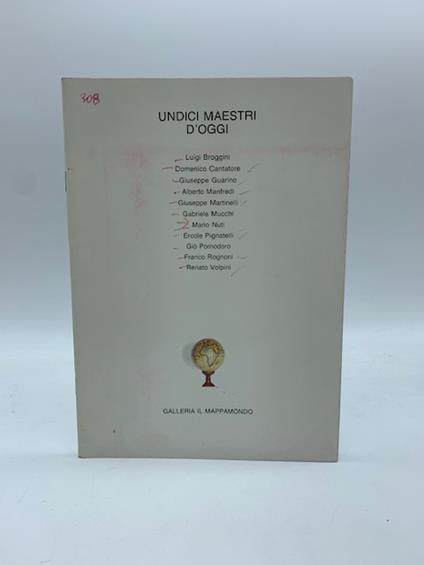 308
UNDICI MAESTRI
D'OGGI
Luigi Broggini
Domenico Cantatore
Giuseppe Guarino
Alberto Manfredi
Giuseppe Martinelli
Gabriele Mucchi
Mario Nuti
Ercole Pignatelli
Giò Pomodoro
Franco Rognoni
Renato Volpini
GALLERIA IL MAPPAMONDO